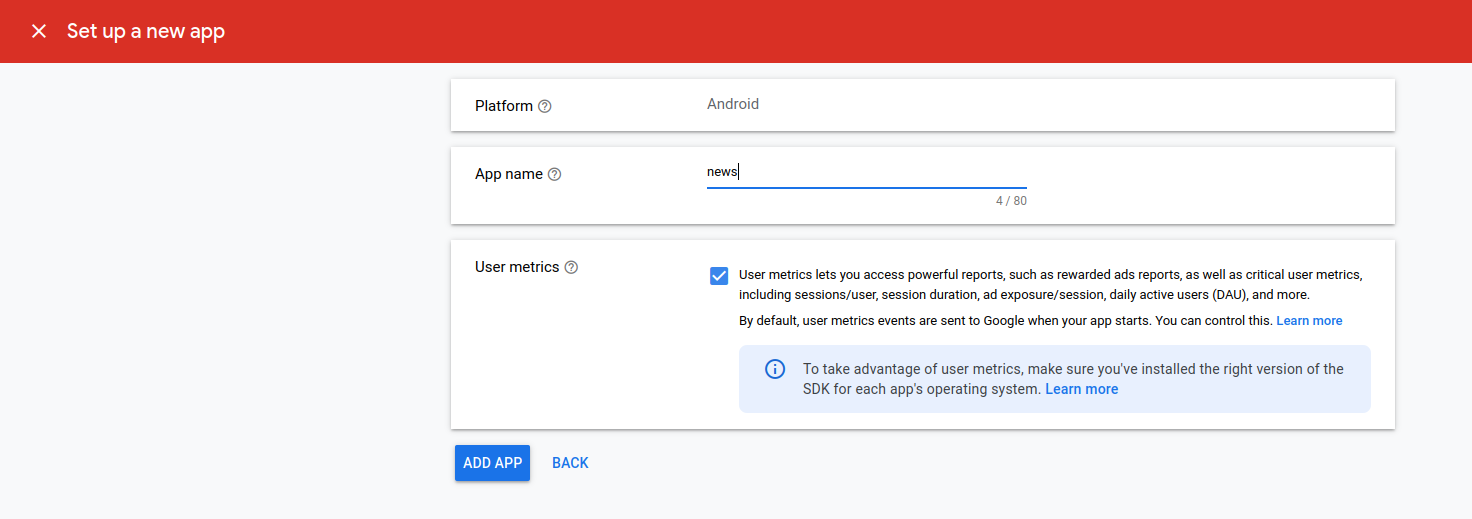 Set up a new app
Platform
Android
App name
news
4 / 80
User metrics
User metrics lets you access powerful reports, such as rewarded ads reports, as well as critical user metrics,
including sessions/user, session duration, ad exposure/session, daily active users (DAU), and more.
By default, user metrics events are sent to Google when your app starts. You can control this. Learn more
To take advantage of user metrics, make sure you've installed the right version of the
SDK for each app's operating system. Learn more
ADD APP BACK